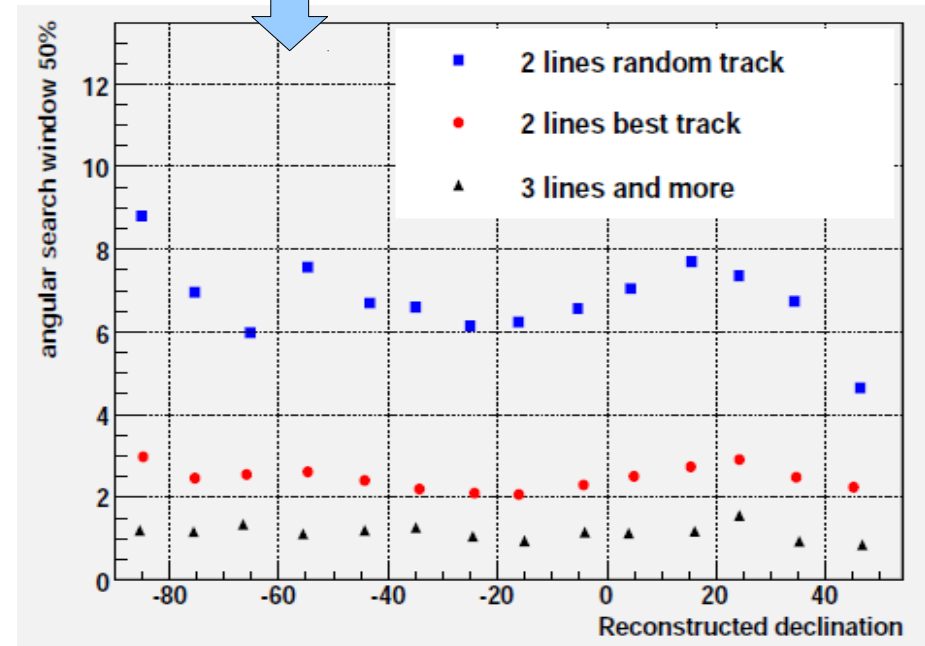 angular search window 50%
12
10
8
6
4
2
0
2 lines random track
2 lines best track
3 lines and more
-80 -60 -40 -20 0 20 40
Reconstructed declination